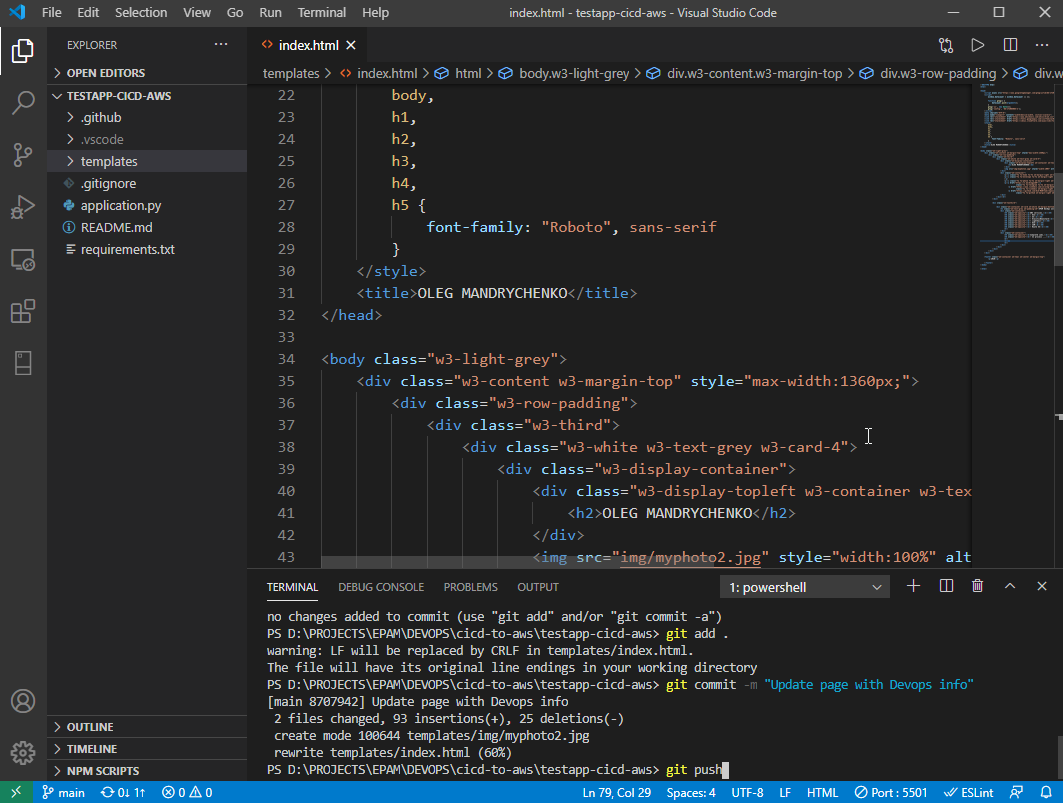 File Edit Selection View Go Run Terminal Help index.html - testapp-cicd-aws - Visual Studio Code
EXPLORER
OPEN EDITORS
TESTAPP-CICD-AWS
.github
.vscode
templates
.gitignore
application.py
README.md
requirements.txt
OUTLINE
TIMELINE
NPM SCRIPTS
index.html
templates > index.html > html > body.w3-light-grey > div.w3-content.w3-margin-top > div.w3-row-padding > div.w
22 body,
23 h1,
24 h2,
25 h3,
26 h4,
27 h5 {
28 font-family: "Roboto", sans-serif
29 }
30 </style>
31 <title>OLEG MANDRYCHENKO</title>
32 </head>
33
34 <body class="w3-light-grey">
35 <div class="w3-content w3-margin-top" style="max-width:1360px;">
36 <div class="w3-row-padding">
37 <div class="w3-third">
38 <div class="w3-white w3-text-grey w3-card-4">
39 <div class="w3-display-container">
40 <div class="w3-display-topleft w3-container w3-tex
41 <h2>OLEG MANDRYCHENKO</h2>
42 </div>
43 <img src="img/myphoto2.jpg" style="width:100%" alt
TERMINAL DEBUG CONSOLE PROBLEMS OUTPUT 1: powershell
no changes added to commit (use "git add" and/or "git commit -a")
PS D:\PROJECTS\EPAM\DEVOPS\cicd-to-aws\testapp-cicd-aws> git add .
warning: LF will be replaced by CRLF in templates/index.html.
The file will have its original line endings in your working directory
PS D:\PROJECTS\EPAM\DEVOPS\cicd-to-aws\testapp-cicd-aws> git commit -m "Update page with Devops info"
[main 8707942] Update page with Devops info
2 files changed, 93 insertions(+), 25 deletions(-)
create mode 100644 templates/img/myphoto2.jpg
rewrite templates/index.html (60%)
PS D:\PROJECTS\EPAM\DEVOPS\cicd-to-aws\testapp-cicd-aws> git push
main 0↓ 1↑ 0 0 Ln 79, Col 29 Spaces: 4 UTF-8 LF HTML Port : 5501 ESLint